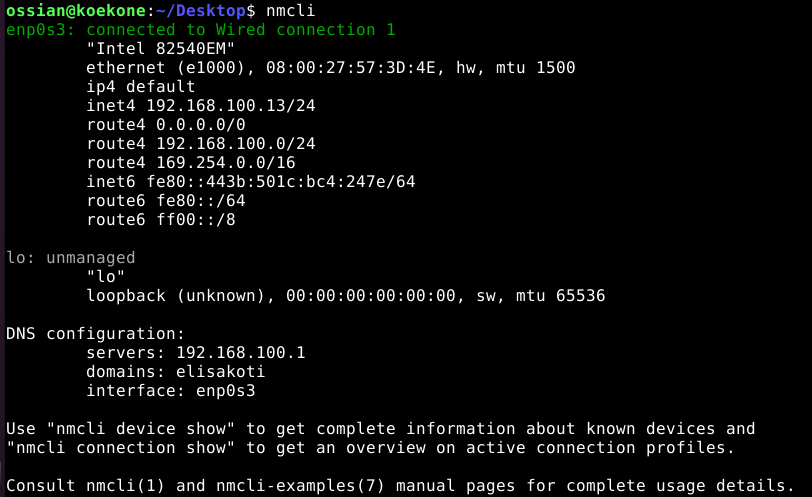 ossian@koekone:~/Desktop$ nmcli
enp0s3: connected to Wired connection 1
"Intel 82540EM"
ethernet (e1000), 08:00:27:57:3D:4E, hw, mtu 1500
ip4 default
inet4 192.168.100.13/24
route4 0.0.0.0/0
route4 192.168.100.0/24
route4 169.254.0.0/16
inet6 fe80::443b:501c:bc4:247e/64
route6 fe80::/64
route6 ff00::/8
lo: unmanaged
"lo"
loopback (unknown), 00:00:00:00:00:00, sw, mtu 65536
DNS configuration:
servers: 192.168.100.1
domains: elisakoti
interface: enp0s3
Use "nmcli device show" to get complete information about known devices and
"nmcli connection show" to get an overview on active connection profiles.
Consult nmcli(1) and nmcli-examples(7) manual pages for complete usage details.